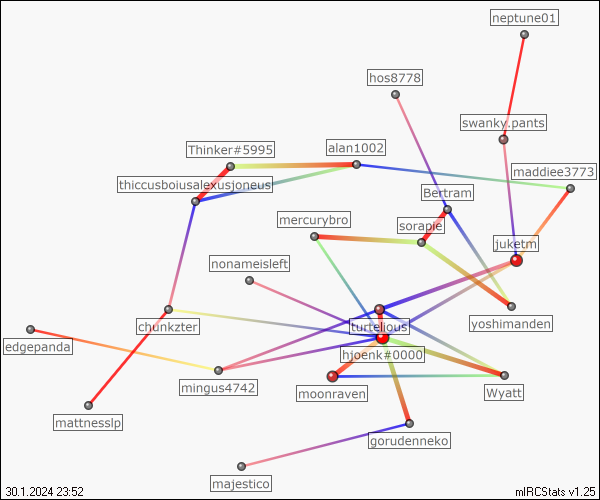 neptune01
hos8778
swanky.pants
Thinker#5995
alan1002
maddiee3773
thiccusboiusalexusjoneus
Bertram
mercurybro
sorapie
juketm
nonameisleft
chunkzter
turtelious
yoshimanden
edgepanda
hjoenk#0000
mingus4742
moonraven
Wyatt
mattnesslp
gorudenneko
majestico
30.1.2024 23:52
mIRCStats v1.25